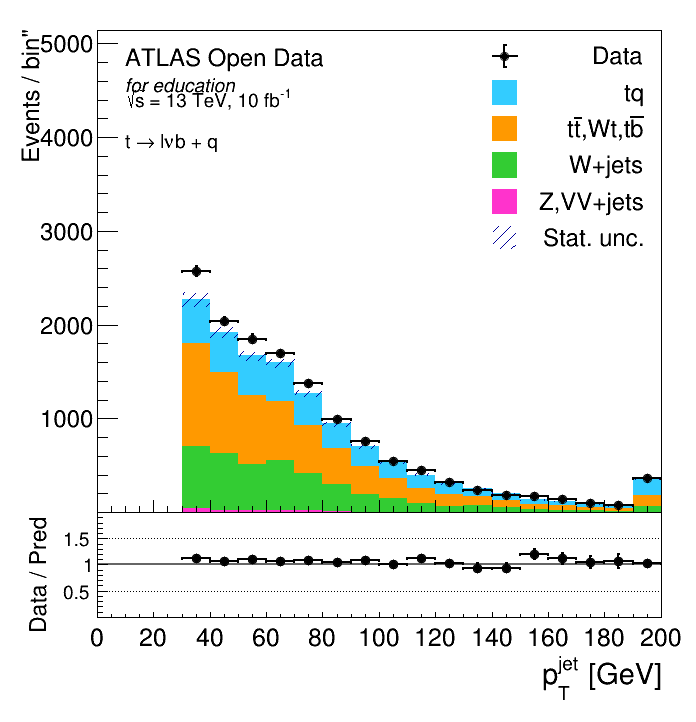 Events / bin"
5000
4000
3000
2000
1000
ATLAS Open Data
for education
√s = 13 TeV, 10 fb⁻¹
t → lνb + q
Data
tq
tt̄,Wt,tb̄
W+jets
Z,VV+jets
Stat. unc.
Data / Pred
1.5
1
0.5
0 20 40 60 80 100 120 140 160 180 200
p_T^jet [GeV]